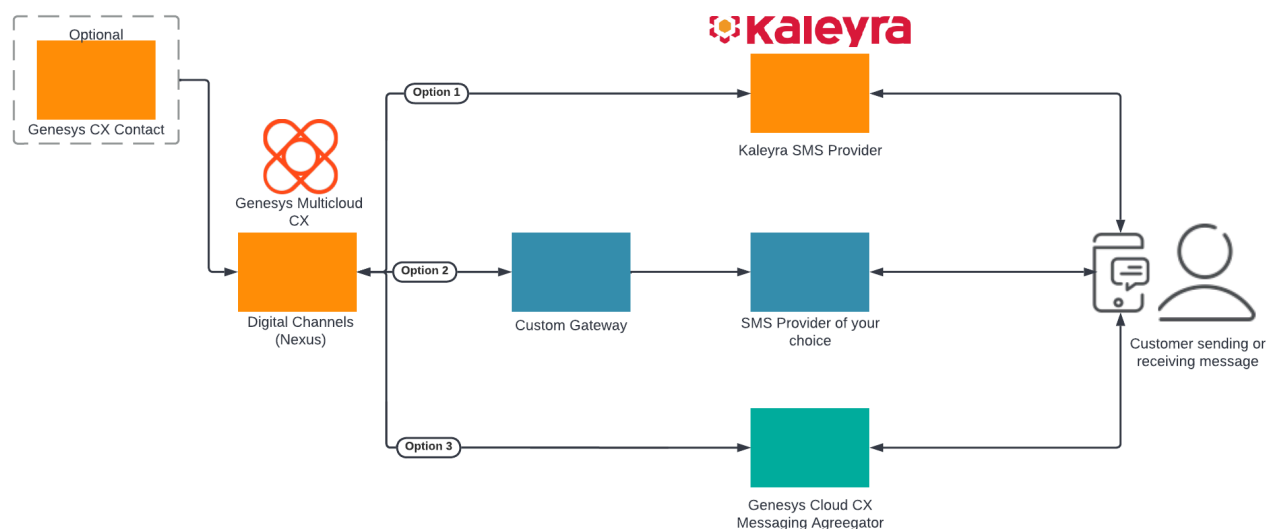 Optional
Genesys CX Contact
Kaleyra
Option 1
Kaleyra SMS Provider
Genesys Multicloud
CX
Option 2
Digital Channels
(Nexus)
Custom Gateway
SMS Provider of your
choice
Customer sending or
receiving message
Option 3
Genesys Cloud CX
Messaging Agreegator